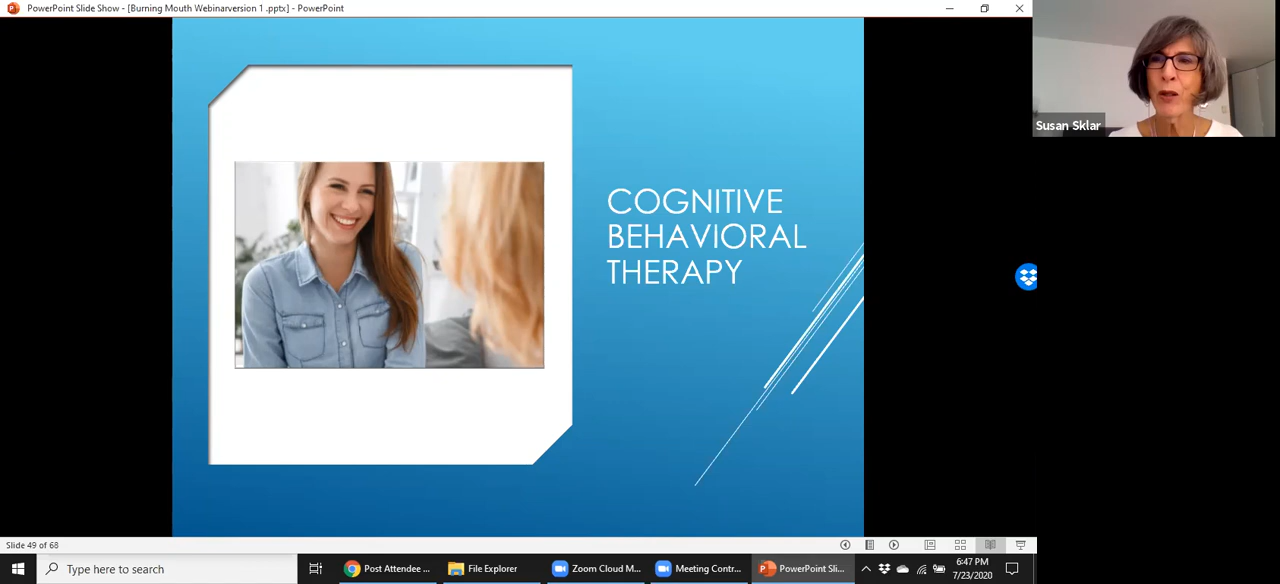 PowerPoint Slide Show - [Burning Mouth Webinarversion 1 .pptx] - PowerPoint
Susan Sklar
COGNITIVE
BEHAVIORAL
THERAPY
Slide 49 of 68
Type here to search
Post Attendee ...
File Explorer
Zoom Cloud M...
Meeting Contr...
PowerPoint Sli...
6:47 PM
7/23/2020